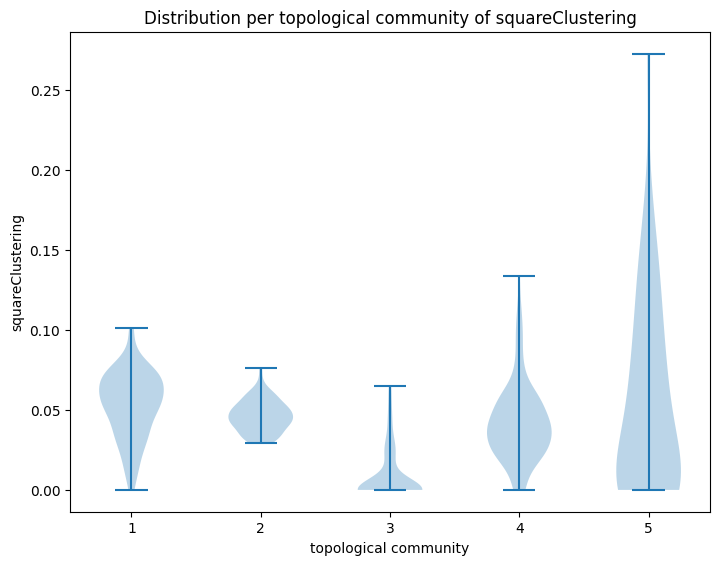 Distribution per topological community of squareClustering
0.25
0.20
0.15
0.10
0.05
0.00
squareClustering
1 2 3 4 5
topological community